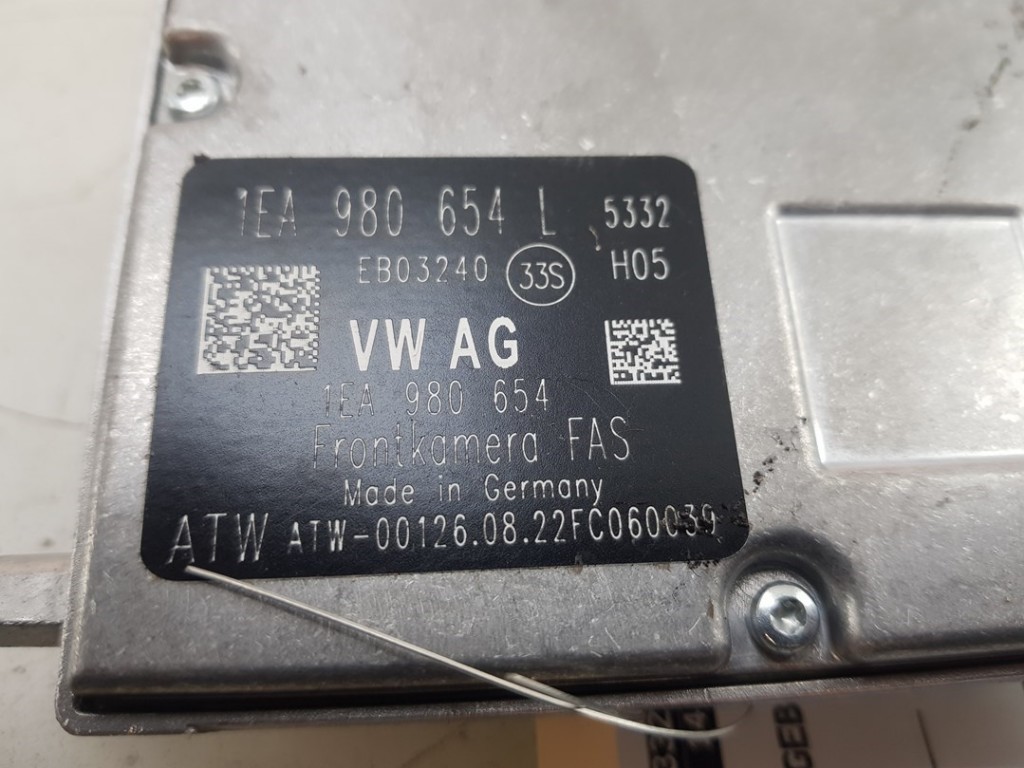 1EA 980 654 L 5332
EB03240 33S H05
VW AG
1EA 980 654
Frontkamera FAS
Made in Germany
ATW ATW-00126.08.22FC060039
GEB